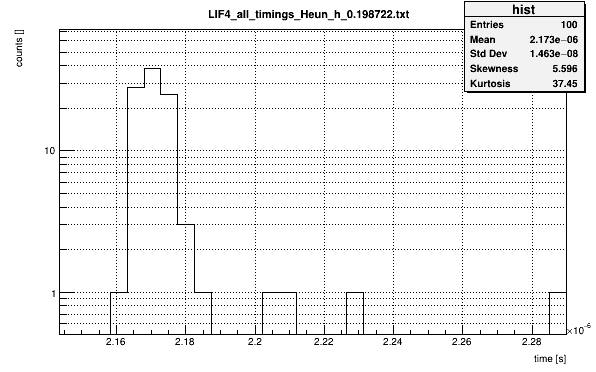 LIF4_all_timings_Heun_h_0.198722.txt
hist
Entries 100
Mean 2.173e−06
Std Dev 1.463e−08
Skewness 5.596
Kurtosis 37.45
counts []
10
1
2.16 2.18 2.2 2.22 2.24 2.26 2.28
×10⁻⁶
time [s]